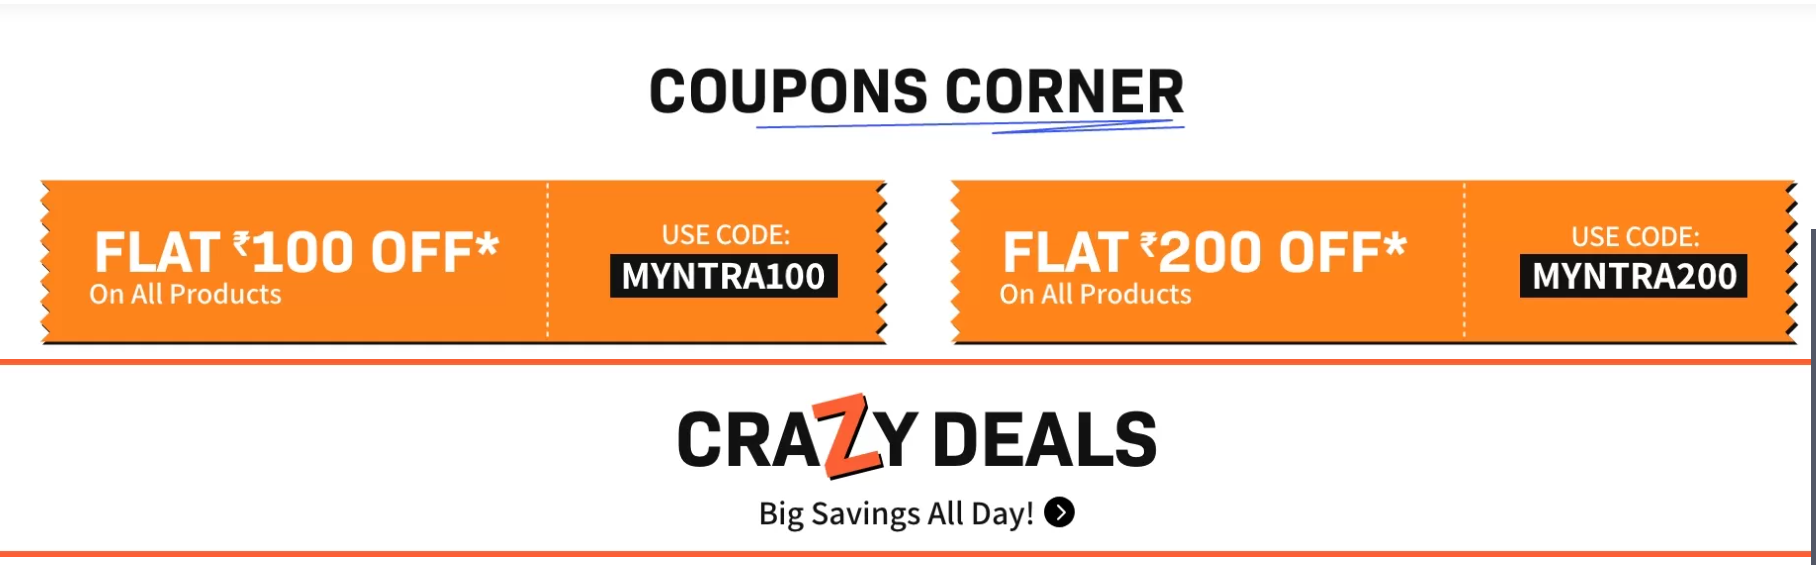 COUPONS CORNER
FLAT ₹100 OFF*
On All Products
USE CODE:
MYNTRA100
FLAT ₹200 OFF*
On All Products
USE CODE:
MYNTRA200
CRAZY DEALS
Big Savings All Day!